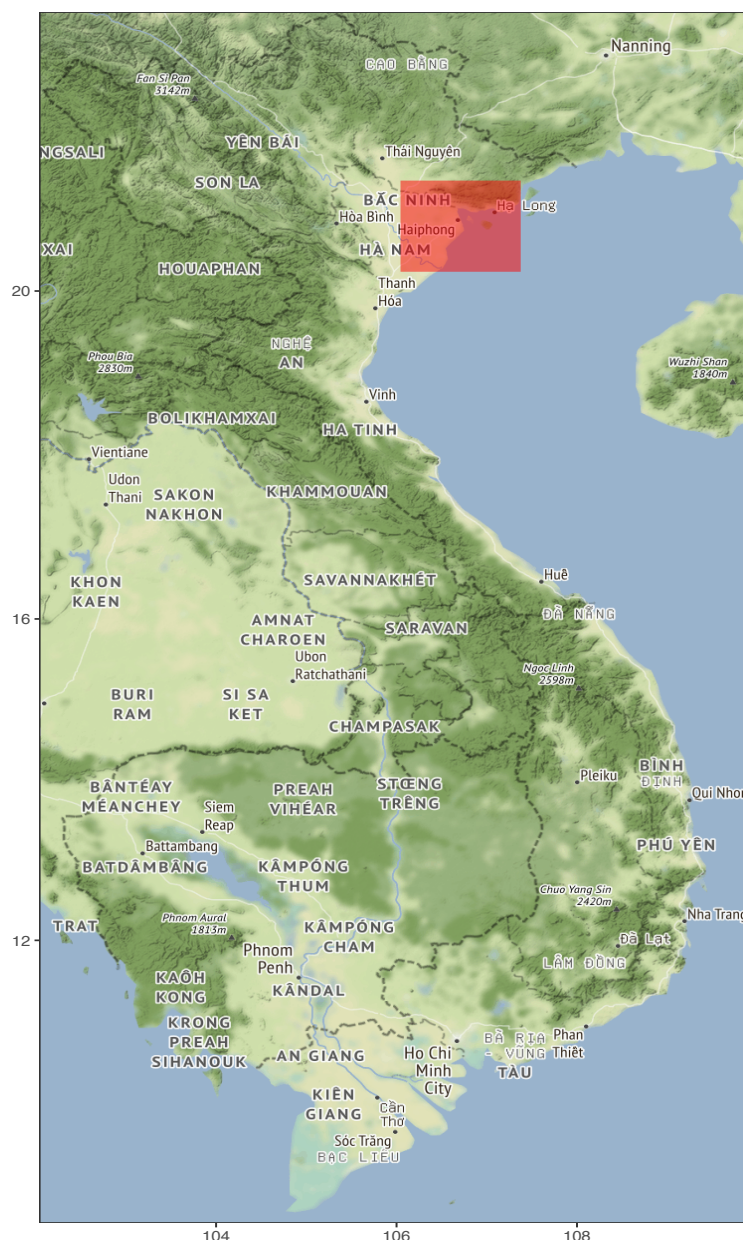 Nanning
CAO BẰNG
Fan Si Pan
3142m
YÊN BÁI
Thái Nguyên
NGSALI
SON LA
BĂC NINH
Hạ Long
Hòa Bình
Haiphong
XAI
HÀ NAM
HOUAPHAN
Thanh
Hóa
20
NGHỆ
AN
Phou Bia
2830m
Wuzhi Shan
1840m
Vinh
BOLIKHAMXAI
HA TINH
Vientiane
Udon
Thani
SAKON
NAKHON
KHAMMOUAN
KHON
KAEN
SAVANNAKHÉT
Huê
16
ĐÀ NẴNG
AMNAT
CHAROEN
SARAVAN
Ubon
Ratchathani
Ngoc Linh
2598m
BURI
RAM
SI SA
KET
CHAMPASAK
BÂNTÉAY
MÉANCHEY
PREAH
VIHÉAR
STŒNG
TRÊNG
Pleiku
BÌNH
ĐỊNH
Qui Nhon
Siem
Reap
Battambang
BATDÂMBÂNG
KÂMPÓNG
THUM
PHÚ YÊN
Chuo Yang Sin
2420m
Phnom Aural
1813m
TRAT
12
KÂMPÓNG
CHAM
Nha Trang
Đà Lạt
Phnom
Penh
KAÔH
KONG
KÂNDAL
LÂM ĐỒNG
KRONG
PREAH
SIHANOUK
AN GIANG
Ho Chi
Minh
City
BÀ RỊA
- VŨNG
TÀU
Phan
Thiêt
KIÊN
GIANG
Cần
Thơ
Sóc Trăng
BẠC LIÊU
104
106
108